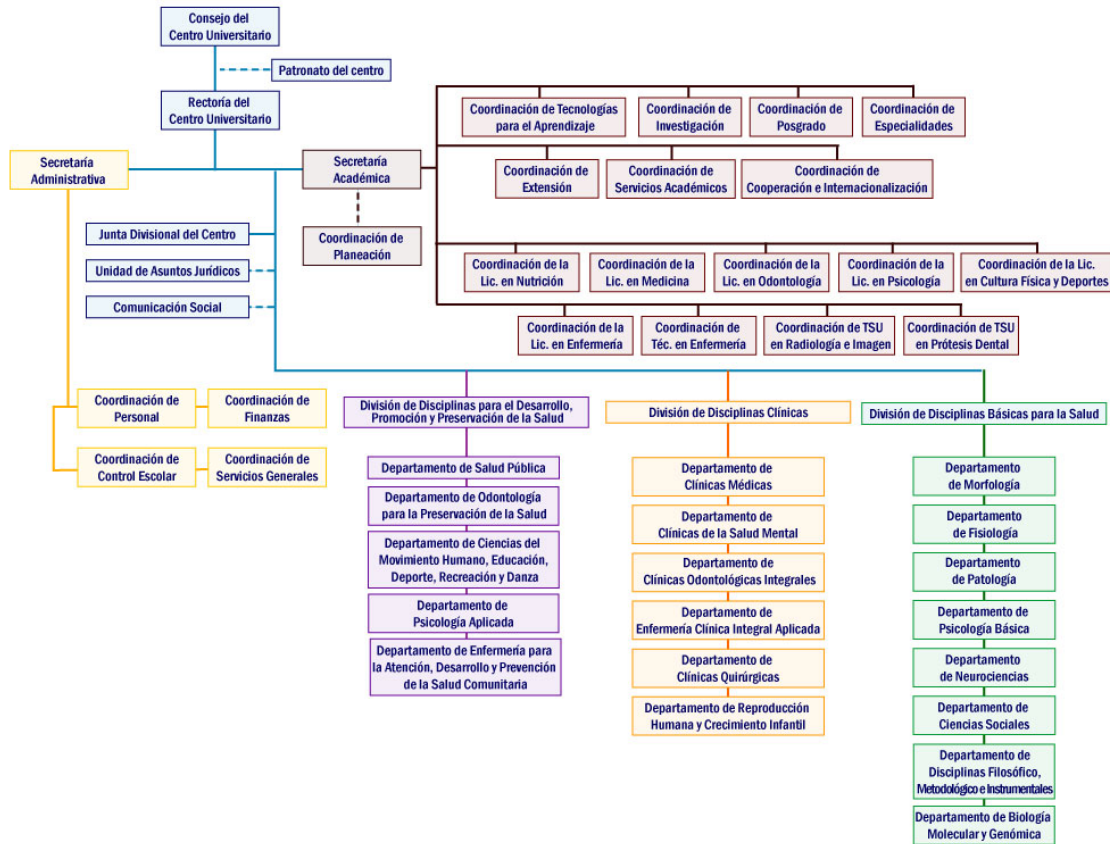 Consejo del
Centro Universitario
Patronato del centro
Rectoría del
Centro Universitario
Secretaría
Administrativa
Secretaría
Académica
Coordinación de
Planeación
Junta Divisional del Centro
Unidad de Asuntos Jurídicos
Comunicación Social
Coordinación de Tecnologías
para el Aprendizaje
Coordinación de
Investigación
Coordinación de
Posgrado
Coordinación de
Especialidades
Coordinación de
Extensión
Coordinación de
Servicios Académicos
Coordinación de
Cooperación e Internacionalización
Coordinación de la
Lic. en Nutrición
Coordinación de la
Lic. en Medicina
Coordinación de la
Lic. en Odontología
Coordinación de la
Lic. en Psicología
Coordinación de la Lic.
en Cultura Física y Deportes
Coordinación de la
Lic. en Enfermería
Coordinación de
Téc. en Enfermería
Coordinación de TSU
en Radiología e Imagen
Coordinación de TSU
en Prótesis Dental
Coordinación de
Personal
Coordinación de
Finanzas
Coordinación de
Control Escolar
Coordinación de
Servicios Generales
División de Disciplinas para el Desarrollo,
Promoción y Preservación de la Salud
Departamento de Salud Pública
Departamento de Odontología
para la Preservación de la Salud
Departamento de Ciencias del
Movimiento Humano, Educación,
Deporte, Recreación y Danza
Departamento de
Psicología Aplicada
Departamento de Enfermería para
la Atención, Desarrollo y Prevención
de la Salud Comunitaria
División de Disciplinas Clínicas
Departamento de
Clínicas Médicas
Departamento de
Clínicas de la Salud Mental
Departamento de
Clínicas Odontológicas Integrales
Departamento de
Enfermería Clínica Integral Aplicada
Departamento de
Clínicas Quirúrgicas
Departamento de Reproducción
Humana y Crecimiento Infantil
División de Disciplinas Básicas para la Salud
Departamento
de Morfología
Departamento
de Fisiología
Departamento
de Patología
Departamento de
Psicología Básica
Departamento
de Neurociencias
Departamento de
Ciencias Sociales
Departamento de
Disciplinas Filosófico,
Metodológico e Instrumentales
Departamento de Biología
Molecular y Genómica